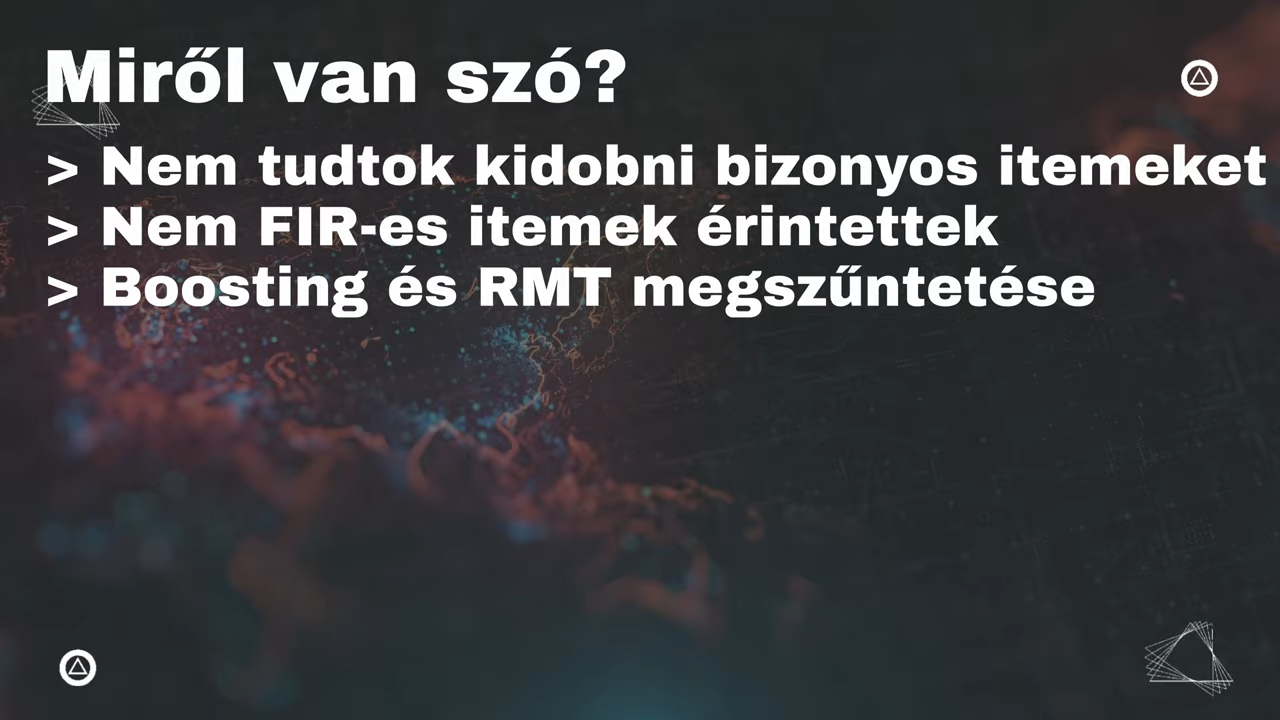 Miről van szó?
> Nem tudtok kidobni bizonyos itemeket
> Nem FIR-es itemek érintettek
> Boosting és RMT megszűntetése